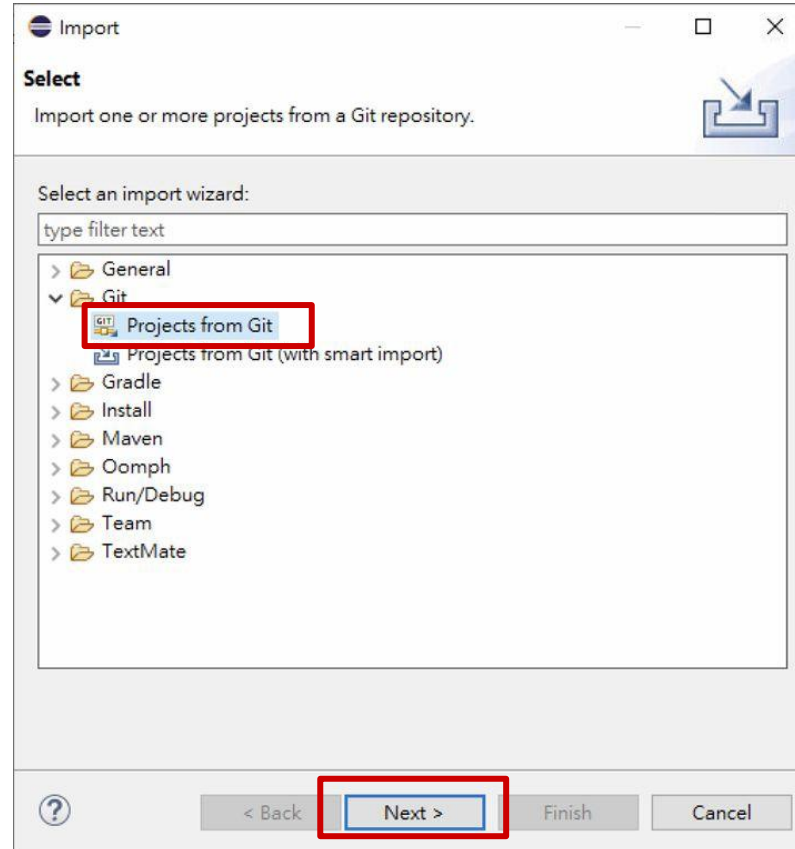 Import
Select
Import one or more projects from a Git repository.
Select an import wizard:
type filter text
General
Git
Projects from Git
Projects from Git (with smart import)
Gradle
Install
Maven
Oomph
Run/Debug
Team
TextMate
? < Back Next > Finish Cancel